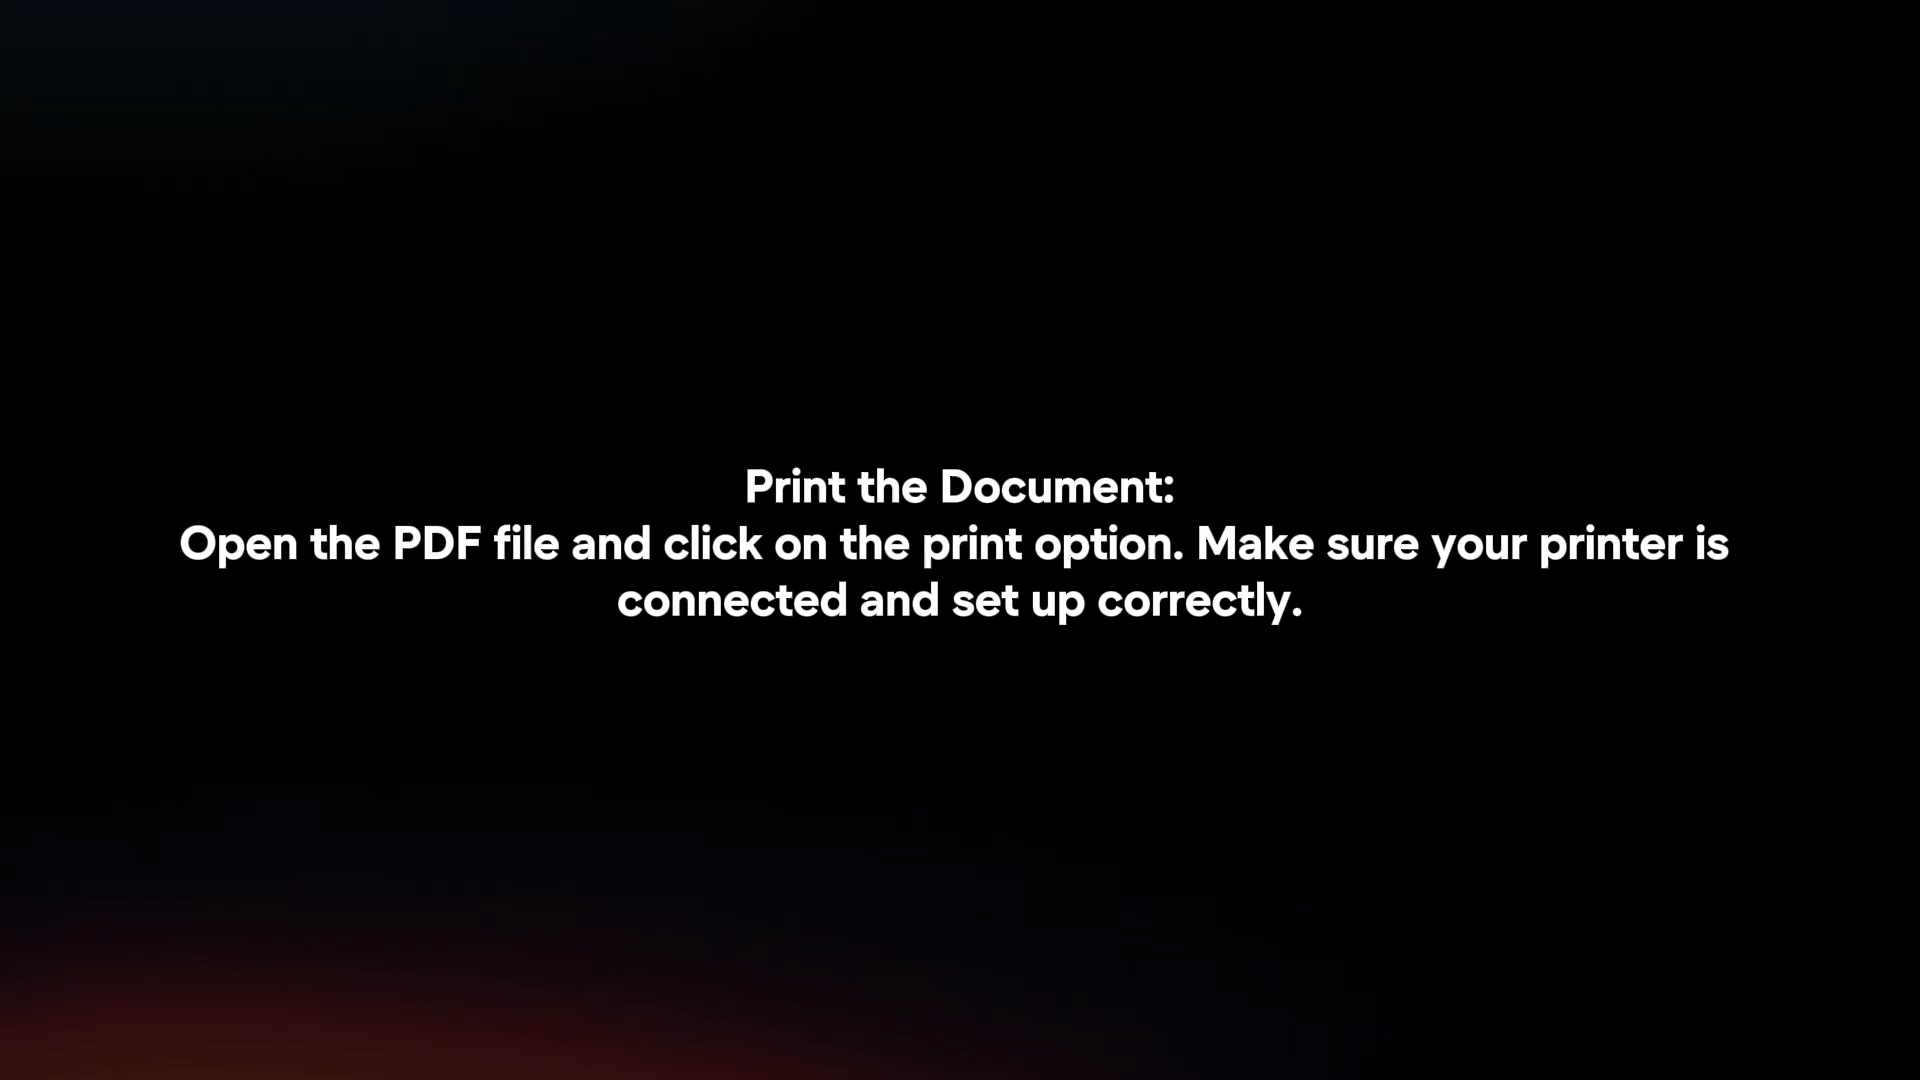 Print the Document:
Open the PDF file and click on the print option. Make sure your printer is
connected and set up correctly.